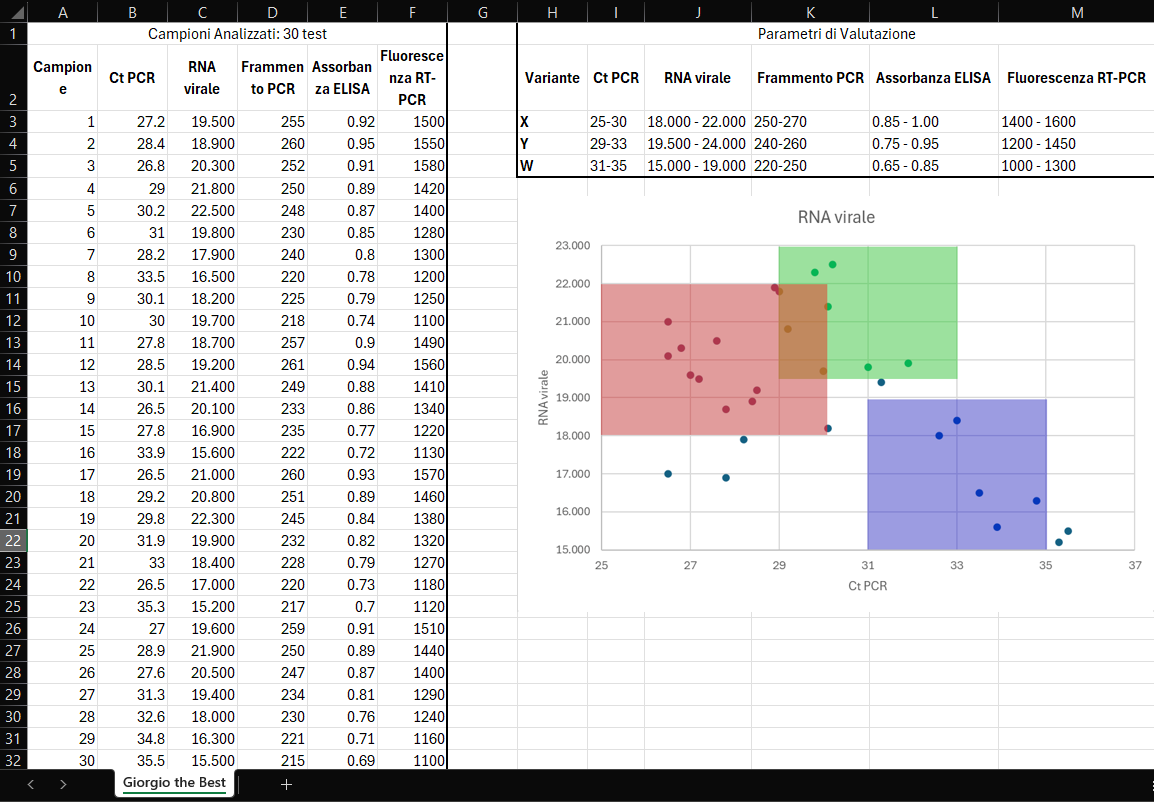 A B C D E F G H I J K L M
1 Campioni Analizzati: 30 test Parametri di Valutazione
2 Campione Ct PCR RNA virale Frammento PCR Assorbanza ELISA Fluorescenza RT-PCR Variante Ct PCR RNA virale Frammento PCR Assorbanza ELISA Fluorescenza RT-PCR
3 1 27.2 19.500 255 0.92 1500 X 25-30 18.000 - 22.000 250-270 0.85 - 1.00 1400 - 1600
4 2 28.4 18.900 260 0.95 1550 Y 29-33 19.500 - 24.000 240-260 0.75 - 0.95 1200 - 1450
5 3 26.8 20.300 252 0.91 1580 W 31-35 15.000 - 19.000 220-250 0.65 - 0.85 1000 - 1300
6 4 29 21.800 250 0.89 1420
7 5 30.2 22.500 248 0.87 1400
8 6 31 19.800 230 0.85 1280
9 7 28.2 17.900 240 0.8 1300
10 8 33.5 16.500 220 0.78 1200
11 9 30.1 18.200 225 0.79 1250
12 10 30 19.700 218 0.74 1100
13 11 27.8 18.700 257 0.9 1490
14 12 28.5 19.200 261 0.94 1560
15 13 30.1 21.400 249 0.88 1410
16 14 26.5 20.100 233 0.86 1340
17 15 27.8 16.900 235 0.77 1220
18 16 33.9 15.600 222 0.72 1130
19 17 26.5 21.000 260 0.93 1570
20 18 29.2 20.800 251 0.89 1460
21 19 29.8 22.300 245 0.84 1380
22 20 31.9 19.900 232 0.82 1320
23 21 33 18.400 228 0.79 1270
24 22 26.5 17.000 220 0.73 1180
25 23 35.3 15.200 217 0.7 1120
26 24 27 19.600 259 0.91 1510
27 25 28.9 21.900 250 0.89 1440
28 26 27.6 20.500 247 0.87 1400
29 27 31.3 19.400 234 0.81 1290
30 28 32.6 18.000 230 0.76 1240
31 29 34.8 16.300 221 0.71 1160
32 30 35.5 15.500 215 0.69 1100
RNA virale
23.000
22.000
21.000
20.000
19.000
18.000
17.000
16.000
15.000
RNA virale
25 27 29 31 33 35 37
Ct PCR
Giorgio the Best